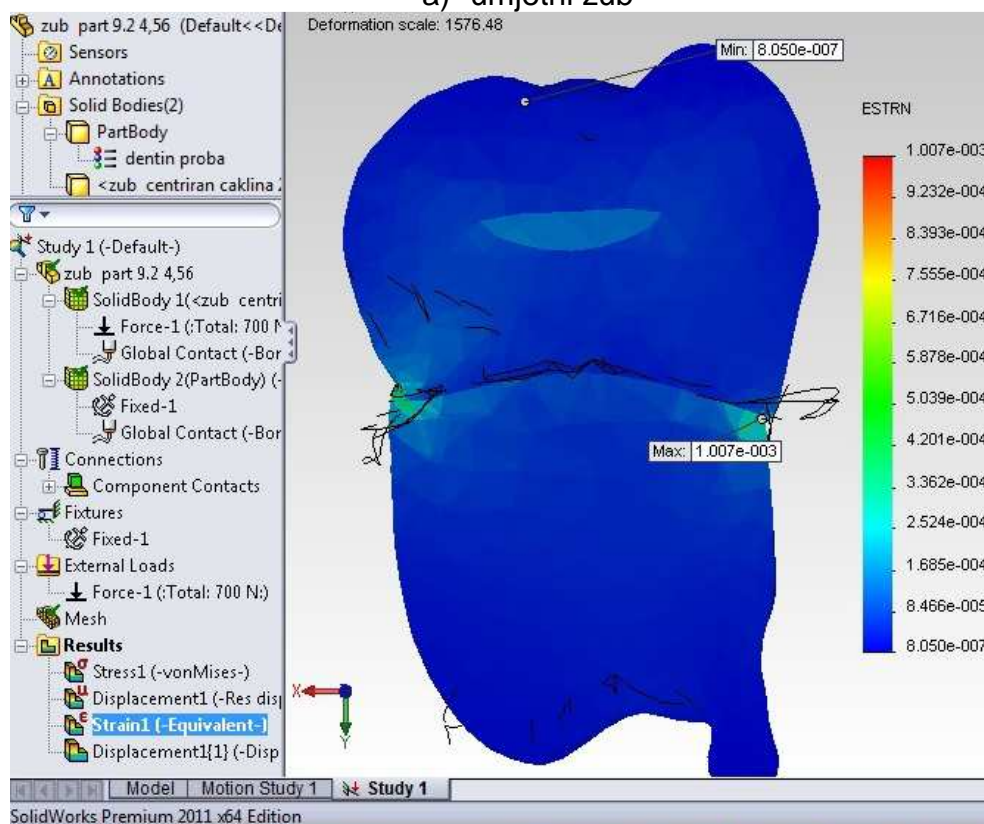 a) umjetni zub
zub part 9.2 4,56 (Default<<De
Sensors
Annotations
Solid Bodies(2)
PartBody
dentin proba
<zub centriran caklina 2
Study 1 (-Default-)
zub part 9.2 4,56
SolidBody 1(<zub centri
Force-1 (:Total: 700 N
Global Contact (-Bor
SolidBody 2(PartBody) (-
Fixed-1
Global Contact (-Bor
Connections
Component Contacts
Fixtures
Fixed-1
External Loads
Force-1 (:Total: 700 N:)
Mesh
Results
Stress1 (-vonMises-)
Displacement1 (-Res disp
Strain1 (-Equivalent-)
Displacement1{1} (-Disp
Model Motion Study 1 Study 1
SolidWorks Premium 2011 x64 Edition
Deformation scale: 1576.48
Min: 8.050e-007
Max: 1.007e-003
X
Y
ESTRN
1.007e-003
9.232e-004
8.393e-004
7.555e-004
6.716e-004
5.878e-004
5.039e-004
4.201e-004
3.362e-004
2.524e-004
1.685e-004
8.466e-005
8.050e-007